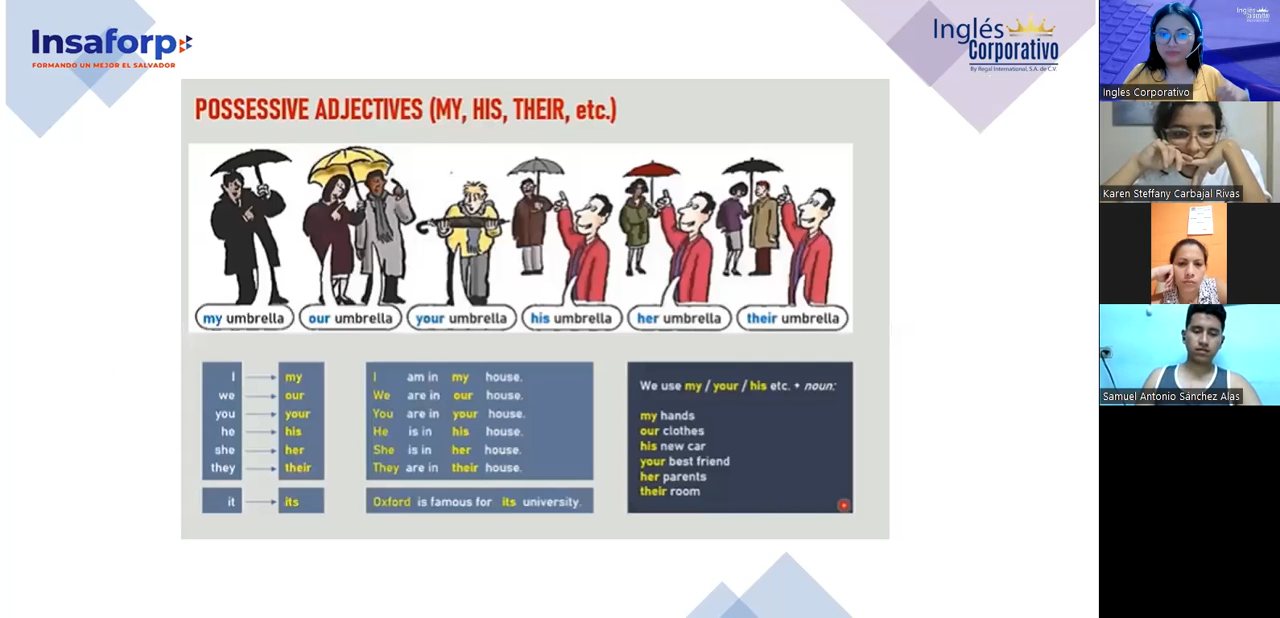 Insaforp
FORMANDO UN MEJOR EL SALVADOR
Inglés
Corporativo
By Regal International, S.A. de C.V.
POSSESSIVE ADJECTIVES (MY, HIS, THEIR, etc.)
my umbrella
our umbrella
your umbrella
his umbrella
her umbrella
their umbrella
I my
we our
you your
he his
she her
they their
it its
I am in my house.
We are in our house.
You are in your house.
He is in his house.
She is in her house.
They are in their house.
Oxford is famous for its university.
We use my / your / his etc. + noun:
my hands
our clothes
his new car
your best friend
her parents
their room
Ingles Corporativo
Karen Steffany Carbajal Rivas
Samuel Antonio Sánchez Alas